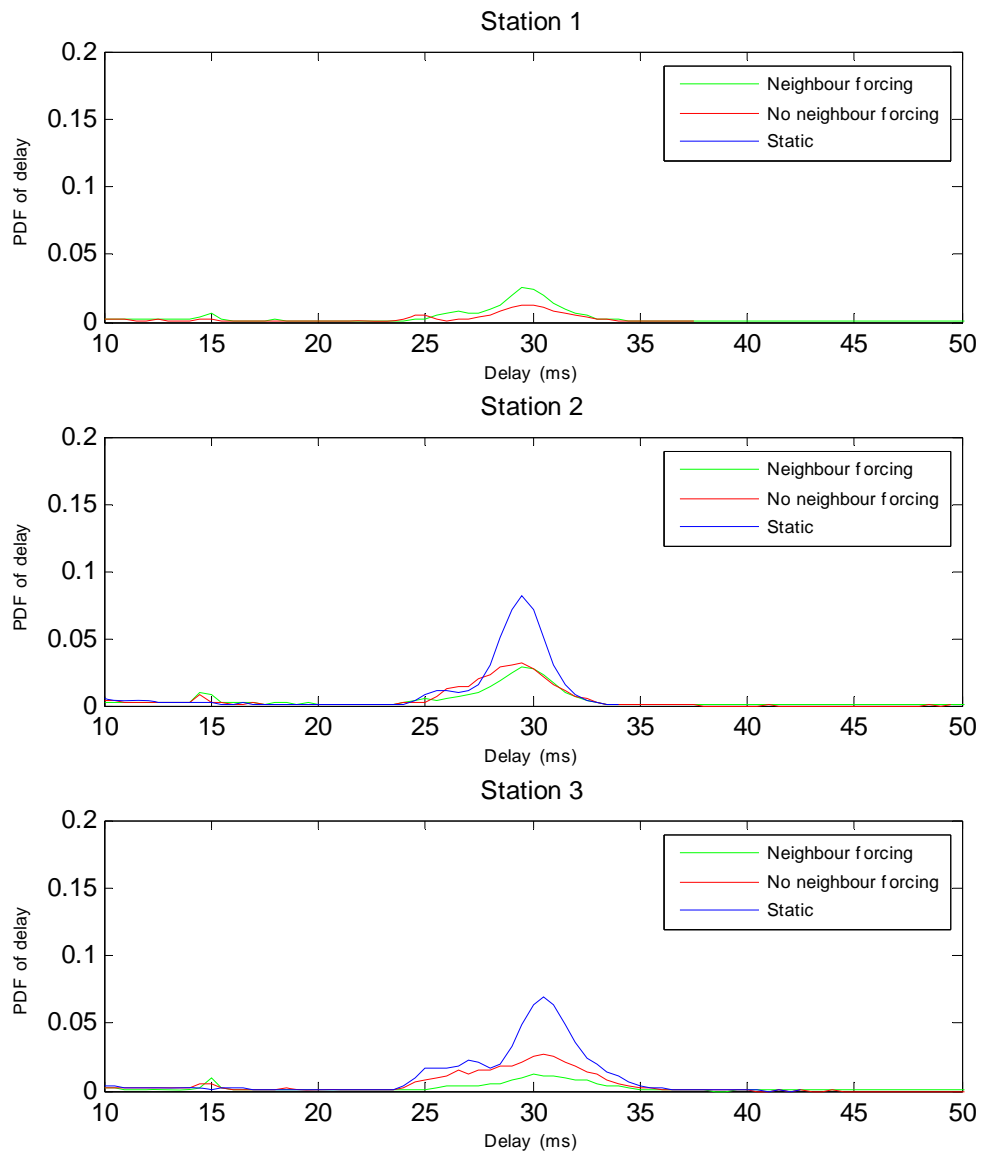 Station 1
0.2
0.15
0.1
0.05
0
PDF of delay
Neighbour forcing
No neighbour forcing
Static
10 15 20 25 30 35 40 45 50
Delay (ms)
Station 2
0.2
0.15
0.1
0.05
0
PDF of delay
Neighbour forcing
No neighbour forcing
Static
10 15 20 25 30 35 40 45 50
Delay (ms)
Station 3
0.2
0.15
0.1
0.05
0
PDF of delay
Neighbour forcing
No neighbour forcing
Static
10 15 20 25 30 35 40 45 50
Delay (ms)